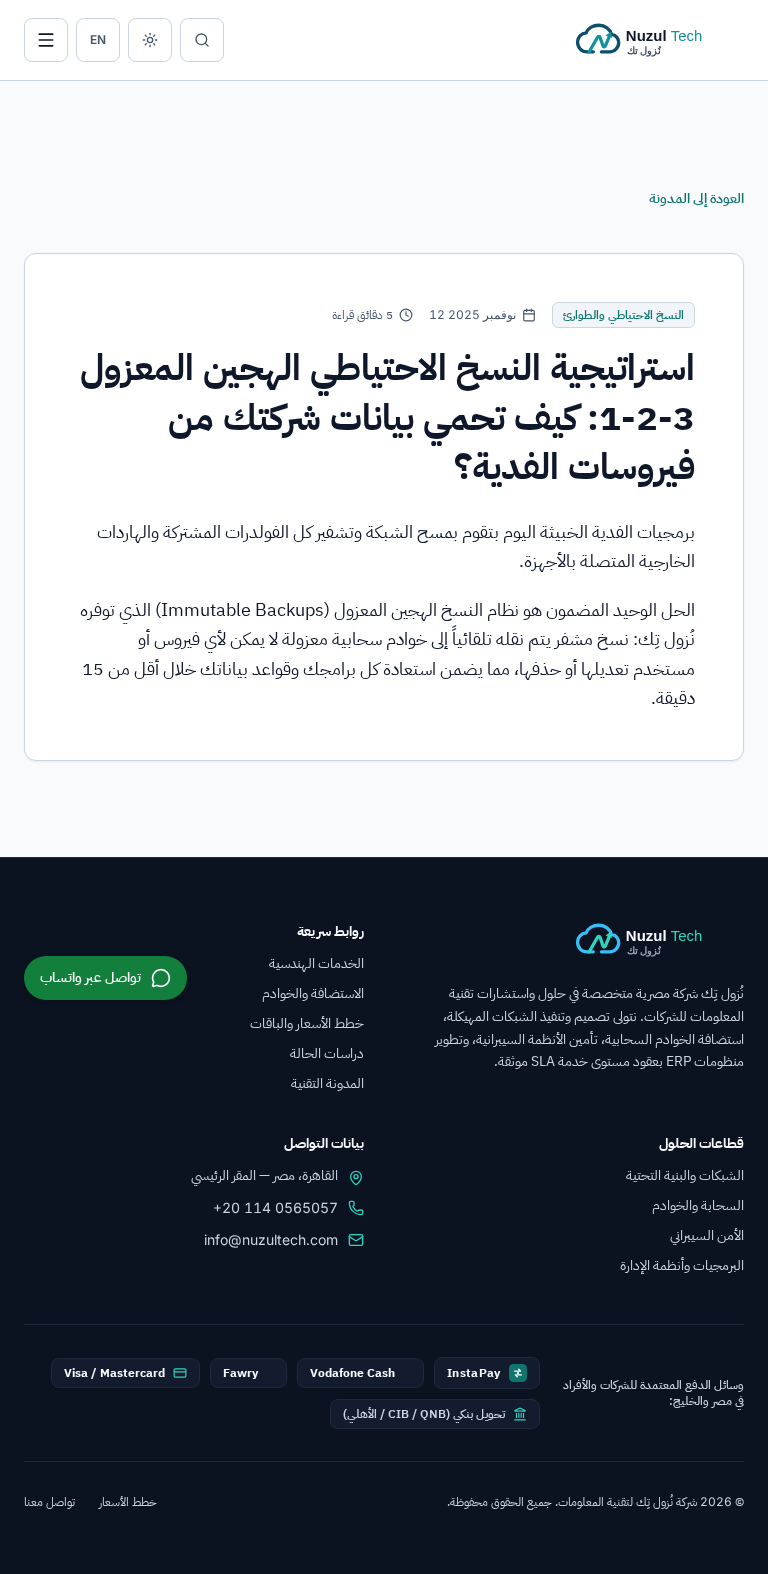 Nuzul Tech
نُزول تك
EN
العودة إلى المدونة
النسخ الاحتياطي والطوارئ
12 نوفمبر 2025
5 دقائق قراءة
استراتيجية النسخ الاحتياطي الهجين المعزول
3-2-1: كيف تحمي بيانات شركتك من
فيروسات الفدية؟
برمجيات الفدية الخبيثة اليوم بتقوم بمسح الشبكة وتشفير كل الفولدرات المشتركة والهاردات
الخارجية المتصلة بالأجهزة.
الحل الوحيد المضمون هو نظام النسخ الهجين المعزول (Immutable Backups) الذي توفره
نُزول تِك: نسخ مشفر يتم نقله تلقائياً إلى خوادم سحابية معزولة لا يمكن لأي فيروس أو
مستخدم تعديلها أو حذفها، مما يضمن استعادة كل برامجك وقواعد بياناتك خلال أقل من 15
دقيقة.
Nuzul Tech
نُزول تك
نُزول تِك شركة مصرية متخصصة في حلول واستشارات تقنية
المعلومات للشركات. نتولى تصميم وتنفيذ الشبكات المهيكلة،
استضافة الخوادم السحابية، تأمين الأنظمة السيبرانية، وتطوير
منظومات ERP بعقود مستوى خدمة SLA موثقة.
روابط سريعة
الخدمات الهندسية
الاستضافة والخوادم
خطط الأسعار والباقات
دراسات الحالة
المدونة التقنية
تواصل عبر واتساب
قطاعات الحلول
الشبكات والبنية التحتية
السحابة والخوادم
الأمن السيبراني
البرمجيات وأنظمة الإدارة
بيانات التواصل
القاهرة، مصر — المقر الرئيسي
+20 114 0565057
info@nuzultech.com
وسائل الدفع المعتمدة للشركات والأفراد
في مصر والخليج:
InstaPay
Vodafone Cash
Fawry
Visa / Mastercard
تحويل بنكي (CIB / QNB / الأهلي)
© 2026 شركة نُزول تِك لتقنية المعلومات. جميع الحقوق محفوظة.
خطط الأسعار
تواصل معنا